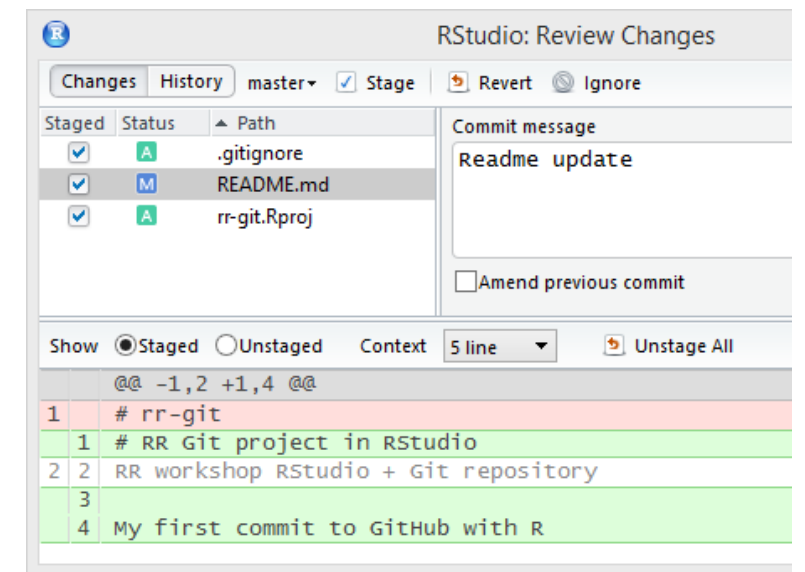 R RStudio: Review Changes
Changes History master Stage Revert Ignore
Staged Status Path
A .gitignore
M README.md
A rr-git.Rproj
Commit message
Readme update
Amend previous commit
Show Staged Unstaged Context 5 line Unstage All
@@ -1,2 +1,4 @@
1 # rr-git
1 # RR Git project in RStudio
2 2 RR workshop RStudio + Git repository
3
4 My first commit to GitHub with R